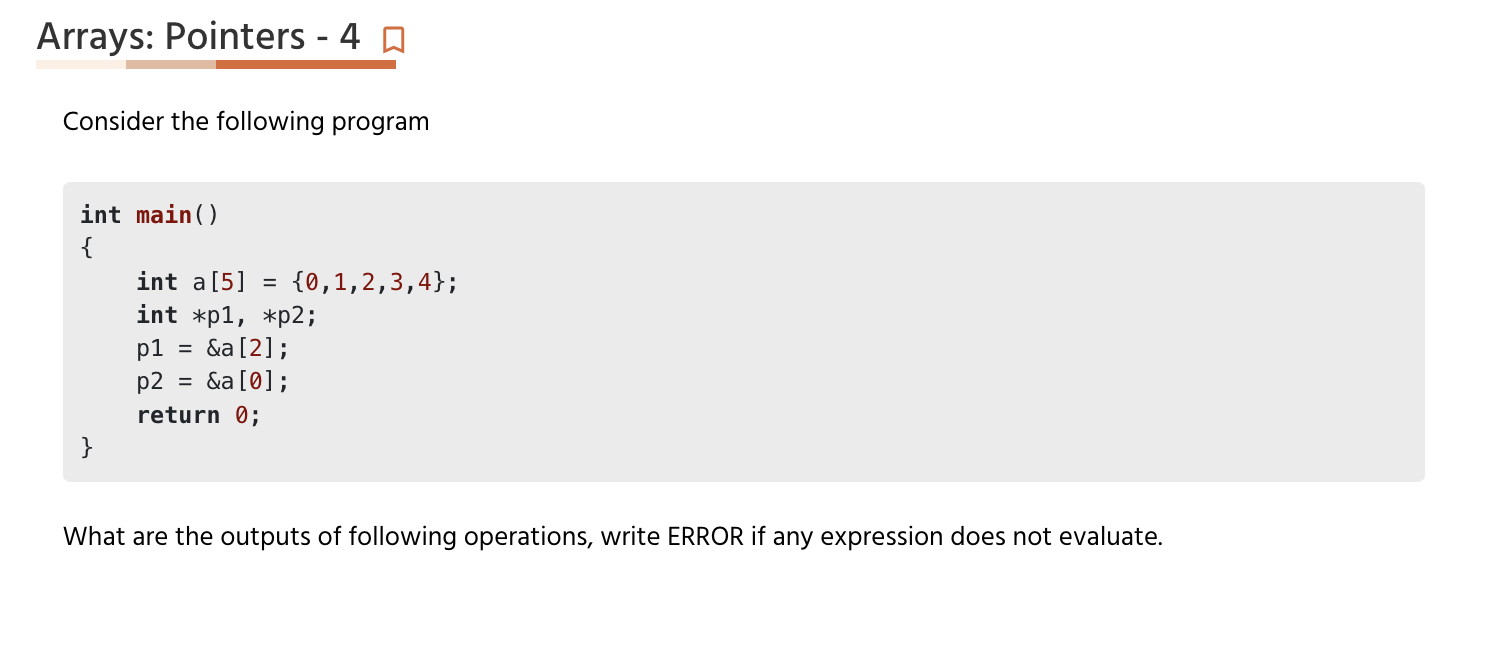 Arrays: Pointers - 4
Consider the following program
int main()
{
    int a[5] = {0,1,2,3,4};
    int *p1, *p2;
    p1 = &a[2];
    p2 = &a[0];
    return 0;
}
What are the outputs of following operations, write ERROR if any expression does not evaluate.